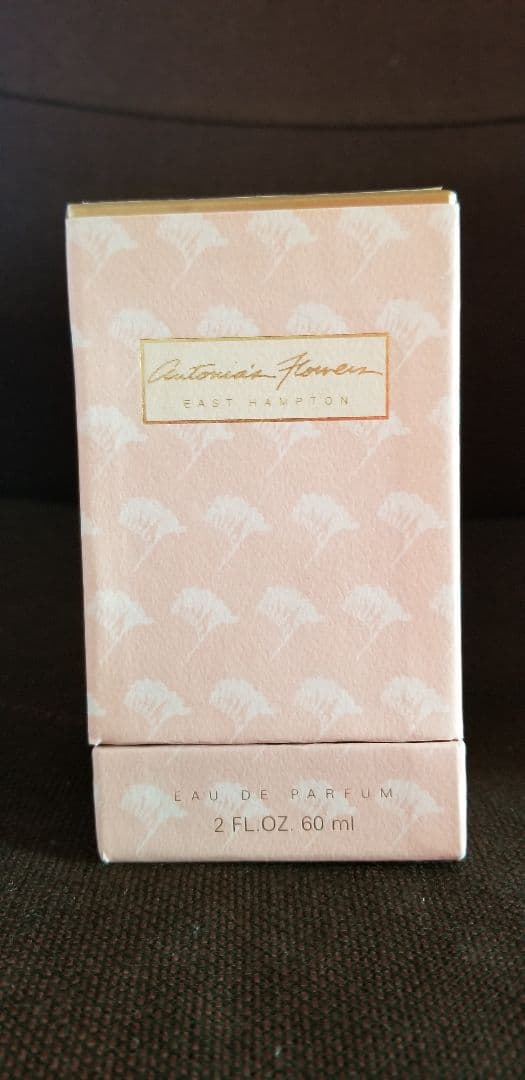 Antonia's Flowers
EAST HAMPTON
EAU DE PARFUM
2 FL.OZ. 60 ml